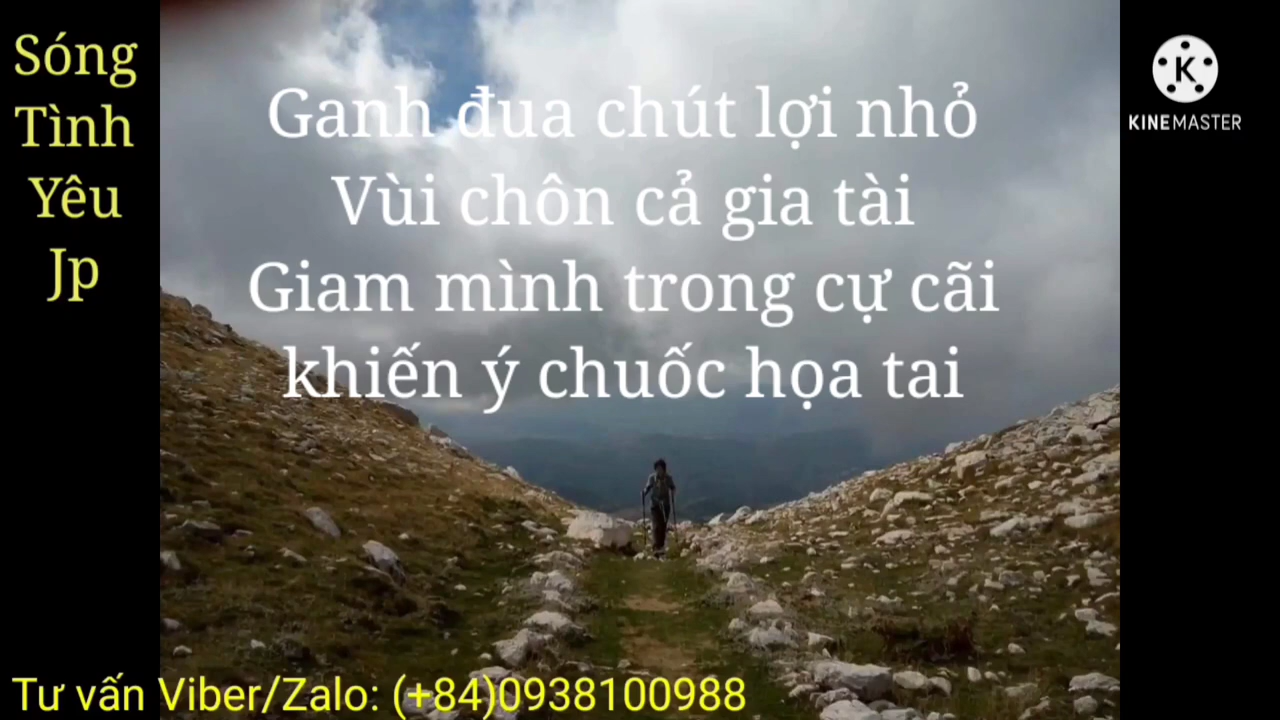 Sóng
Tình
Yêu
Jp
Ganh đua chút lợi nhỏ
Vùi chôn cả gia tài
Giam mình trong cự cãi
khiến ý chuốc họa tai
K
KINEMASTER
Tư vấn Viber/Zalo: (+84)0938100988